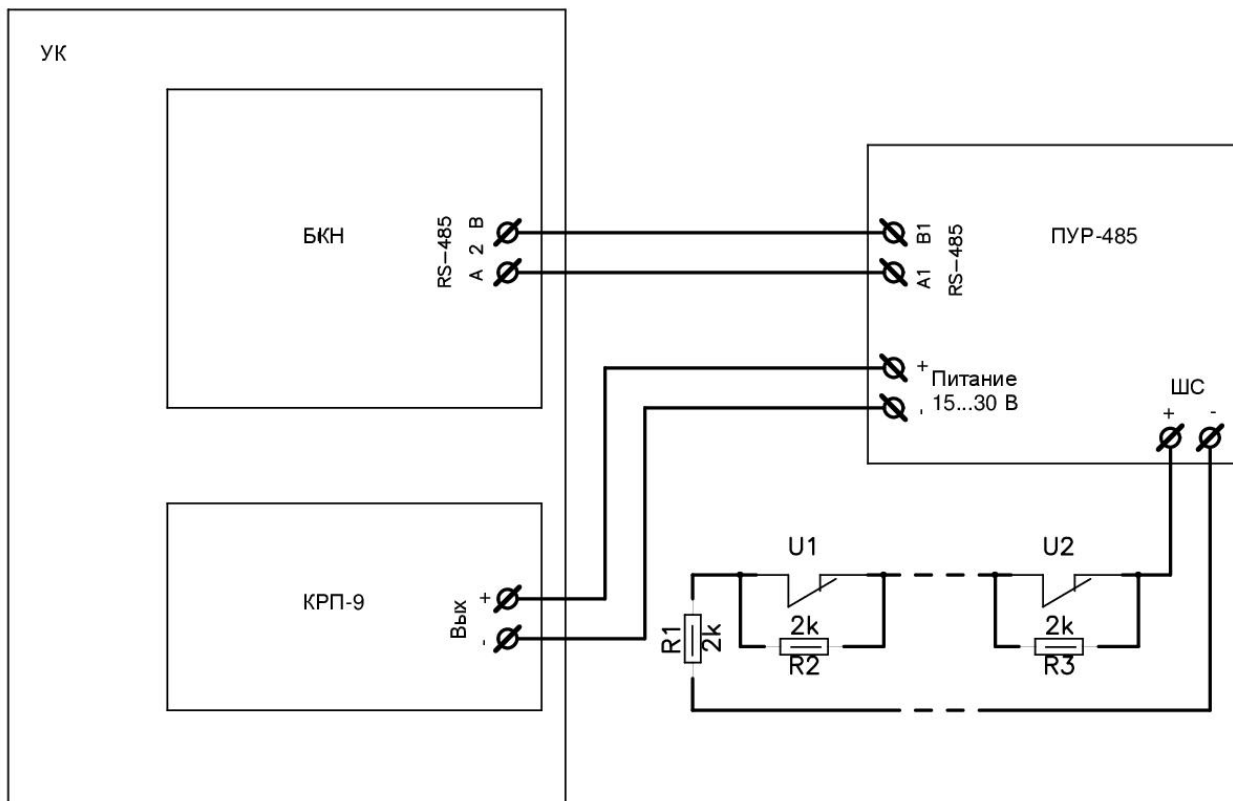 УК
БКН
RS-485
A 2 B
B1
A1
RS-485
ПУР-485
+
-
Питание
15...30 В
ШС
+ -
КРП-9
Вых
+
-
U1
U2
R1
2k
2k
R2
2k
R3